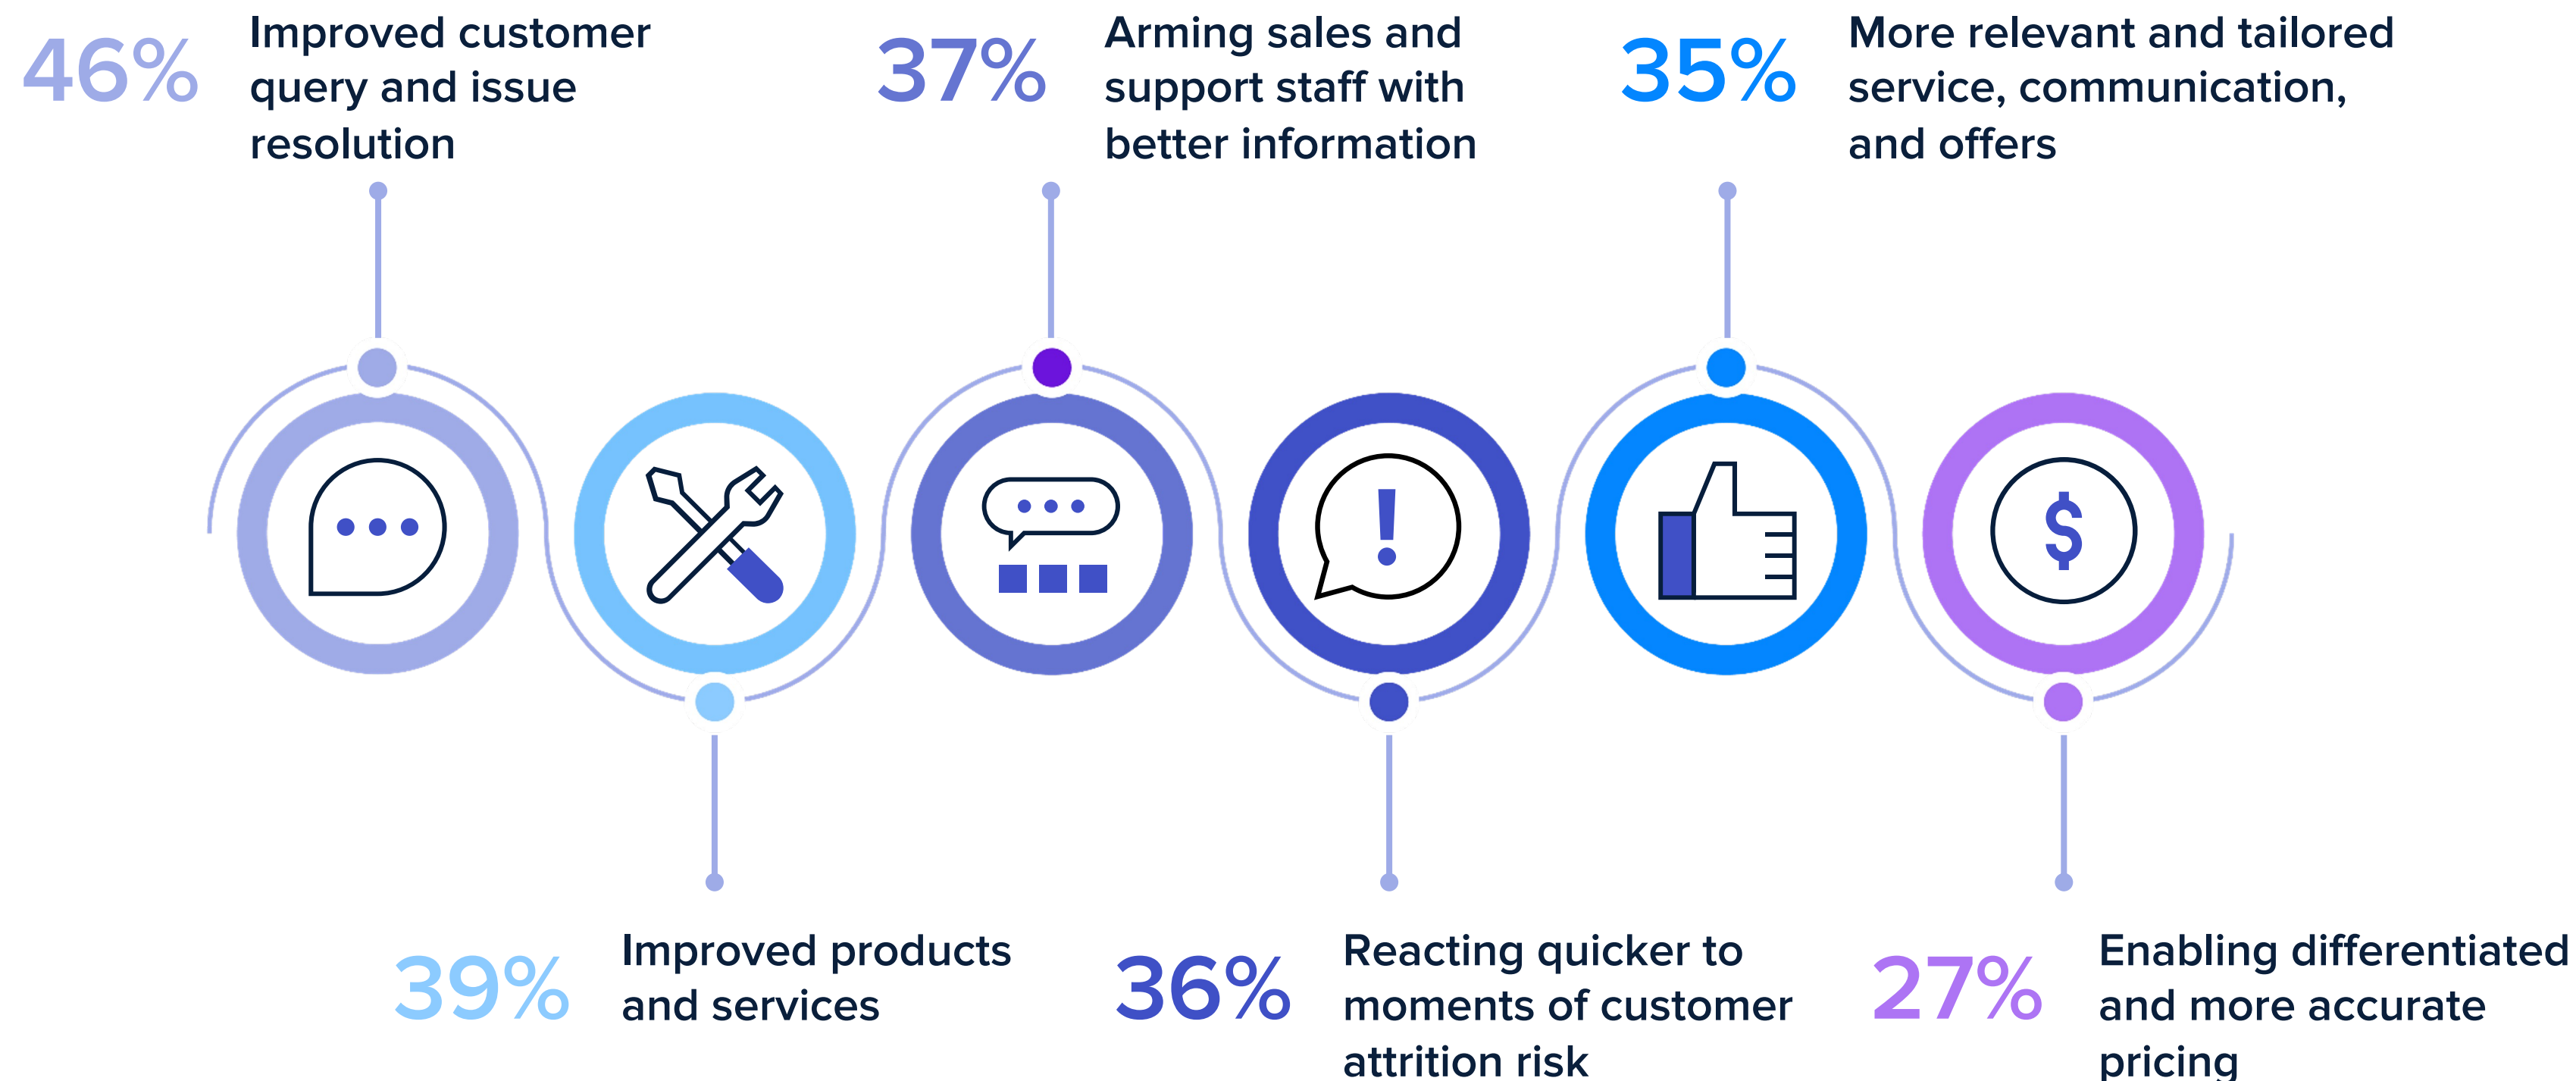 46%
Improved customer
query and issue
resolution
37%
Arming sales and
support staff with
better information
35%
More relevant and tailored
service, communication,
and offers
!
$
39%
Improved products
and services
36%
Reacting quicker to
moments of customer
attrition risk
27%
Enabling differentiated
and more accurate
pricing